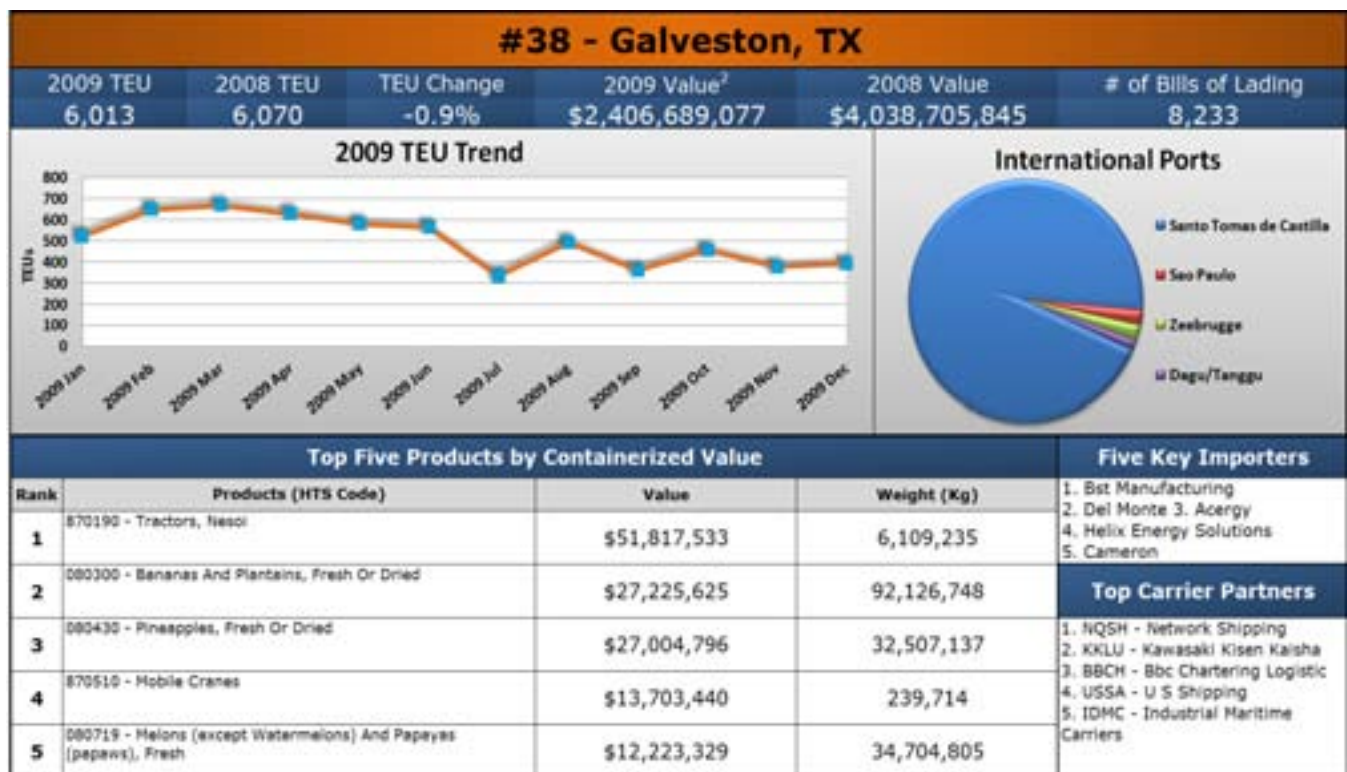 #38 - Galveston, TX
2009 TEU 2008 TEU TEU Change 2009 Value² 2008 Value # of Bills of Lading
6,013 6,070 -0.9% $2,406,689,077 $4,038,705,845 8,233
2009 TEU Trend
800
700
600
500
400
300
200
100
0
TEUs
2009 Jan 2009 Feb 2009 Mar 2009 Apr 2009 May 2009 Jun 2009 Jul 2009 Aug 2009 Sep 2009 Oct 2009 Nov 2009 Dec
International Ports
Santo Tomas de Castilla
Sao Paulo
Zeebrugge
Dagu/Tanggu
Top Five Products by Containerized Value
Rank Products (HTS Code) Value Weight (Kg)
1 870190 - Tractors, Nesoi $51,817,533 6,109,235
2 080300 - Bananas And Plantains, Fresh Or Dried $27,225,625 92,126,748
3 080430 - Pineapples, Fresh Or Dried $27,004,796 32,507,137
4 870510 - Mobile Cranes $13,703,440 239,714
5 080719 - Melons (except Watermelons) And Papayas
(papaws), Fresh $12,223,329 34,704,805
Five Key Importers
1. Bst Manufacturing
2. Del Monte 3. Acergy
4. Helix Energy Solutions
5. Cameron
Top Carrier Partners
1. NQSH - Network Shipping
2. KKLU - Kawasaki Kisen Kaisha
3. BBCH - Bbc Chartering Logistic
4. USSA - U S Shipping
5. IDMC - Industrial Maritime
Carriers